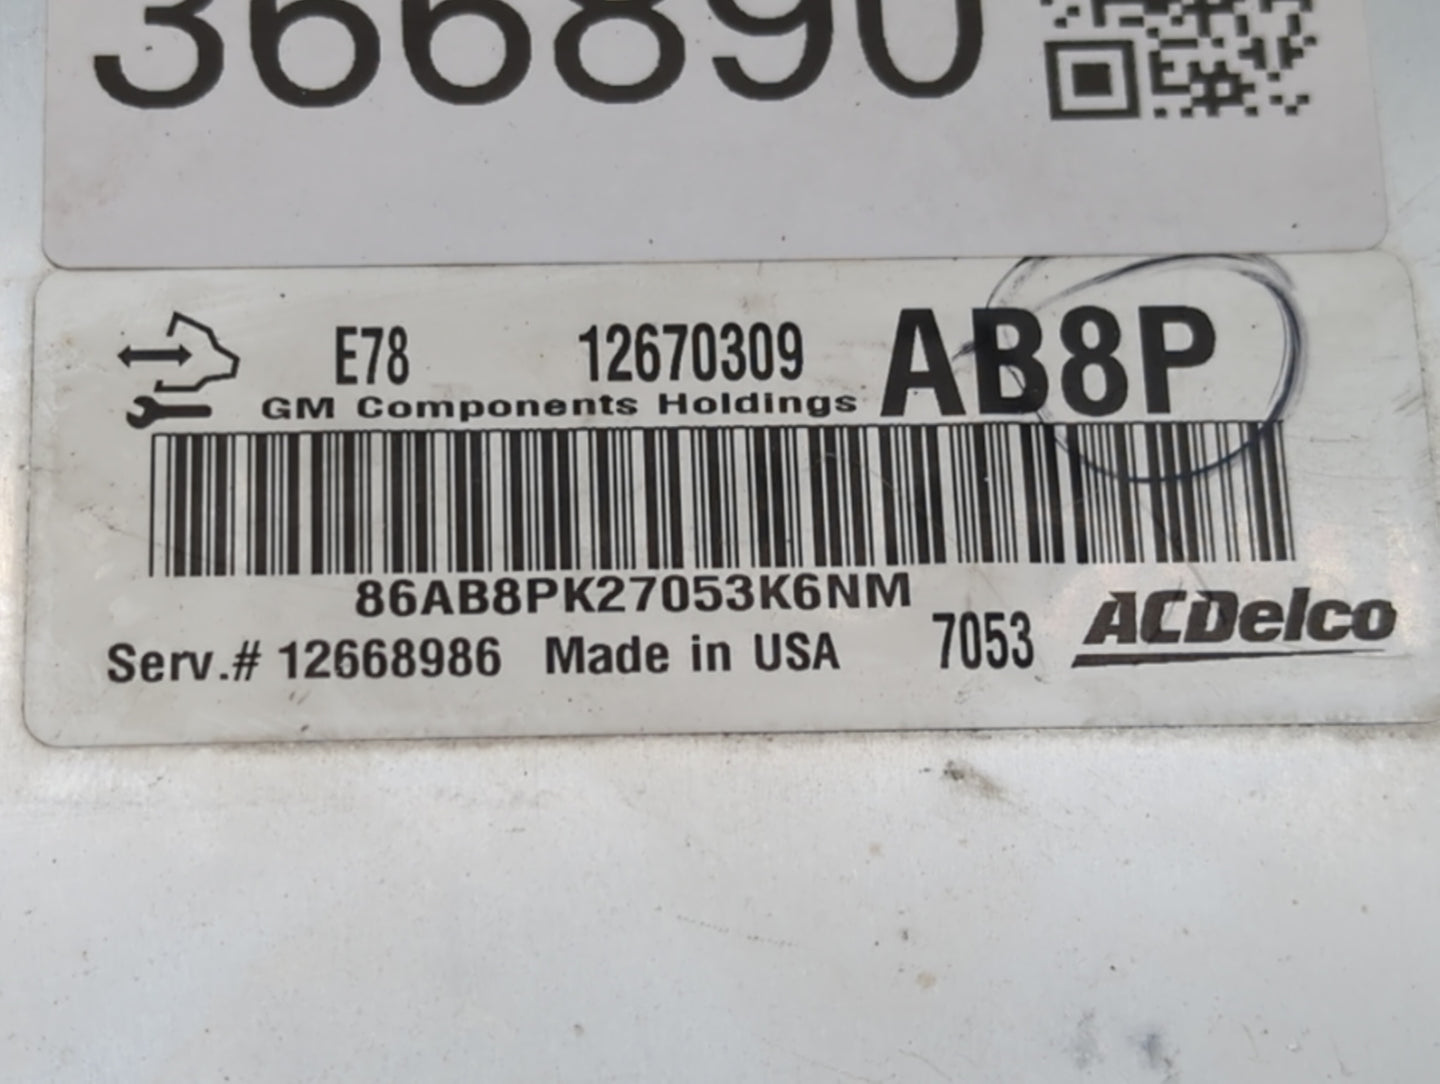 366890
E78 12670309 AB8P
GM Components Holdings
86AB8PK27053K6NM
Serv.# 12668986 Made in USA 7053 ACDelco